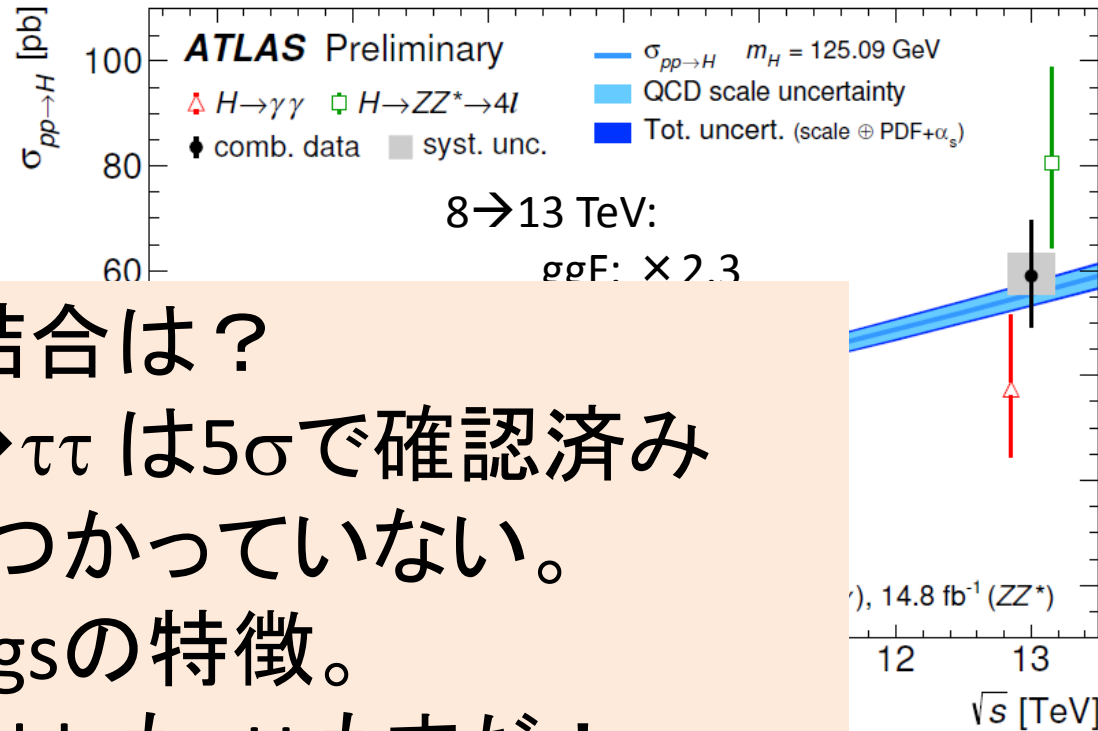 σpp→H [pb]
100
80
60
ATLAS Preliminary
H→γγ H→ZZ*→4l
comb. data syst. unc.
σpp→H mH = 125.09 GeV
QCD scale uncertainty
Tot. uncert. (scale ⊕ PDF+αs)
8→13 TeV:
ggF: ×2.3
結合は？
→ττ は5σで確認済み
つかっていない。
gsの特徴。
), 14.8 fb-1 (ZZ*)
12 13
√s [TeV]